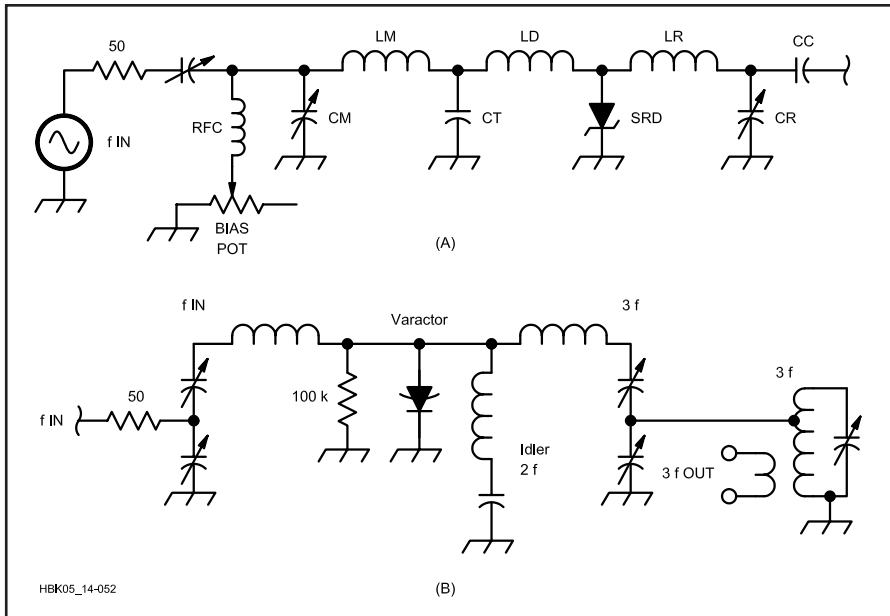 50
LM
LD
LR
CC
f IN
RFC
CM
CT
SRD
CR
BIAS
POT
(A)
f IN
Varactor
3 f
50
f IN
100 k
Idler
2 f
3 f
3 f OUT
HBK05_14-052
(B)